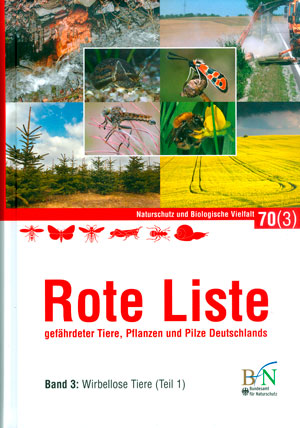 Naturschutz und Biologische Vielfalt 70(3)
Rote Liste
gefährdeter Tiere, Pflanzen und Pilze Deutschlands
Band 3: Wirbellose Tiere (Teil 1)
BfN
Bundesamt
für Naturschutz